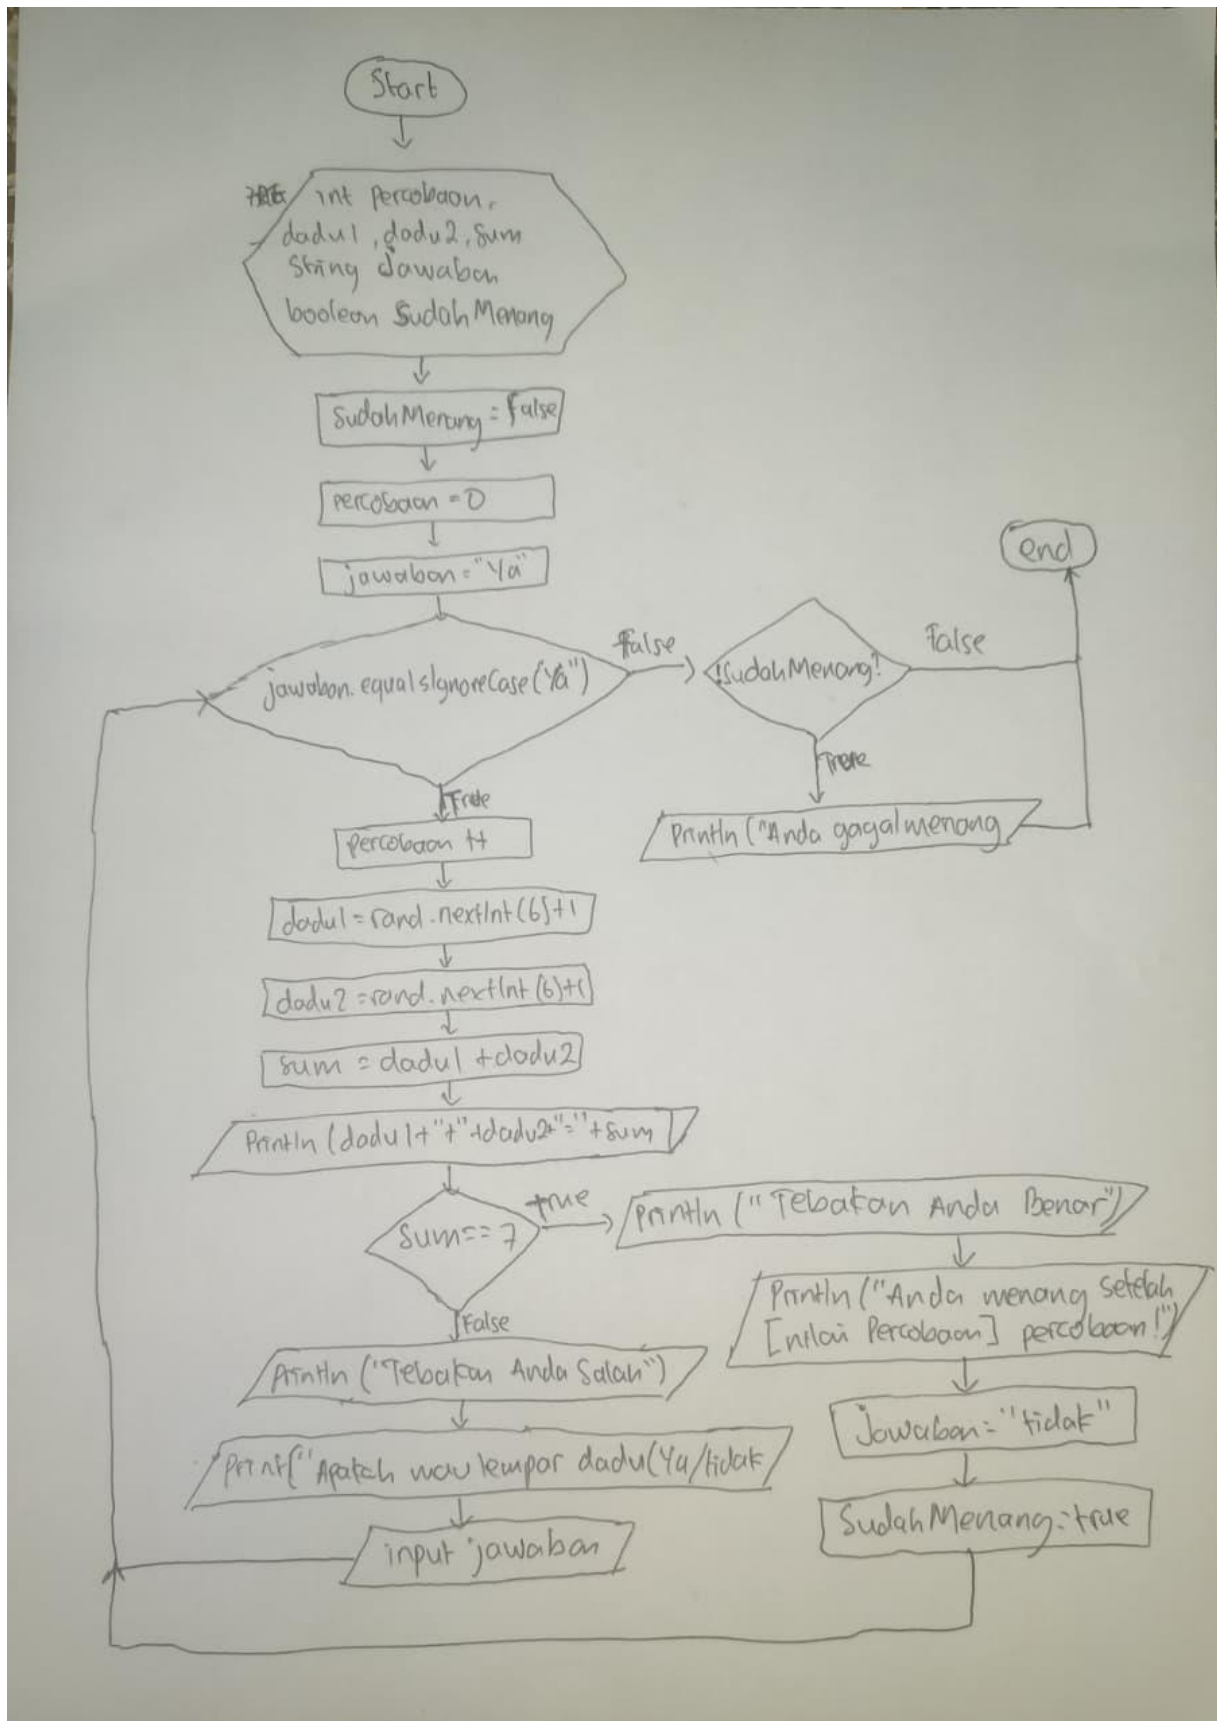 Start
int percobaan,
dadu1, dadu2, sum
String Jawaban
boolean SudahMenang
SudahMenang = false
percobaan = 0
jawaban = "Ya"
jawaban.equalsIgnoreCase("Ya")
False
!SudahMenang!
False
end
True
Println ("Anda gagal menang
True
percobaan ++
dadu1 = rand.nextInt(6)+1
dadu2 = rand.nextInt(6)+1
sum = dadu1 + dadu2
Println (dadu1+"+"+dadu2+"="+sum
sum == 7
true
Println ("Tebakan Anda Benar")
Println ("Anda menang setelah
[nilai Percobaan] percobaan!")
Jawaban = "tidak"
SudahMenang = true
False
Println ("Tebakan Anda Salah")
Print("Apakah mau lempar dadu(Ya/tidak
input jawaban